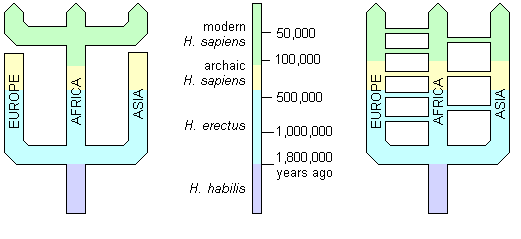 EUROPE
AFRICA
ASIA
modern
H. sapiens
archaic
H. sapiens
H. erectus
H. habilis
50,000
100,000
500,000
1,000,000
1,800,000
years ago
EUROPE
AFRICA
ASIA